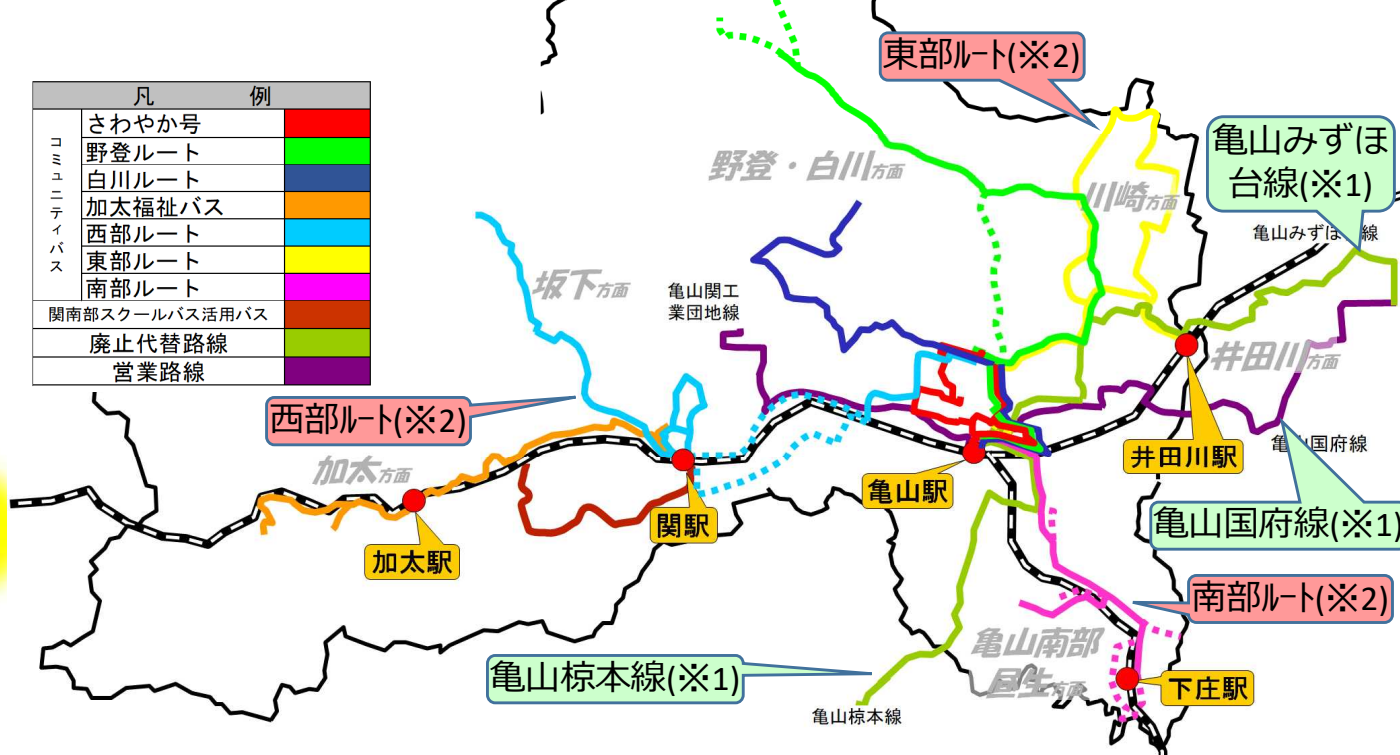 凡 例
コミュニティバス
さわやか号
野登ルート
白川ルート
加太福祉バス
西部ルート
東部ルート
南部ルート
関南部スクールバス活用バス
廃止代替路線
営業路線
東部ルート(※2)
亀山みずほ
台線(※1)
野登・白川方面
川崎方面
亀山みずほ 線
坂下方面
亀山関工
業団地線
井田川方面
西部ルート(※2)
亀山国府線
井田川駅
加太方面
亀山駅
関駅
亀山国府線(※1)
加太駅
南部ルート(※2)
亀山南部
昼生方面
亀山椋本線(※1)
下庄駅
亀山椋本線